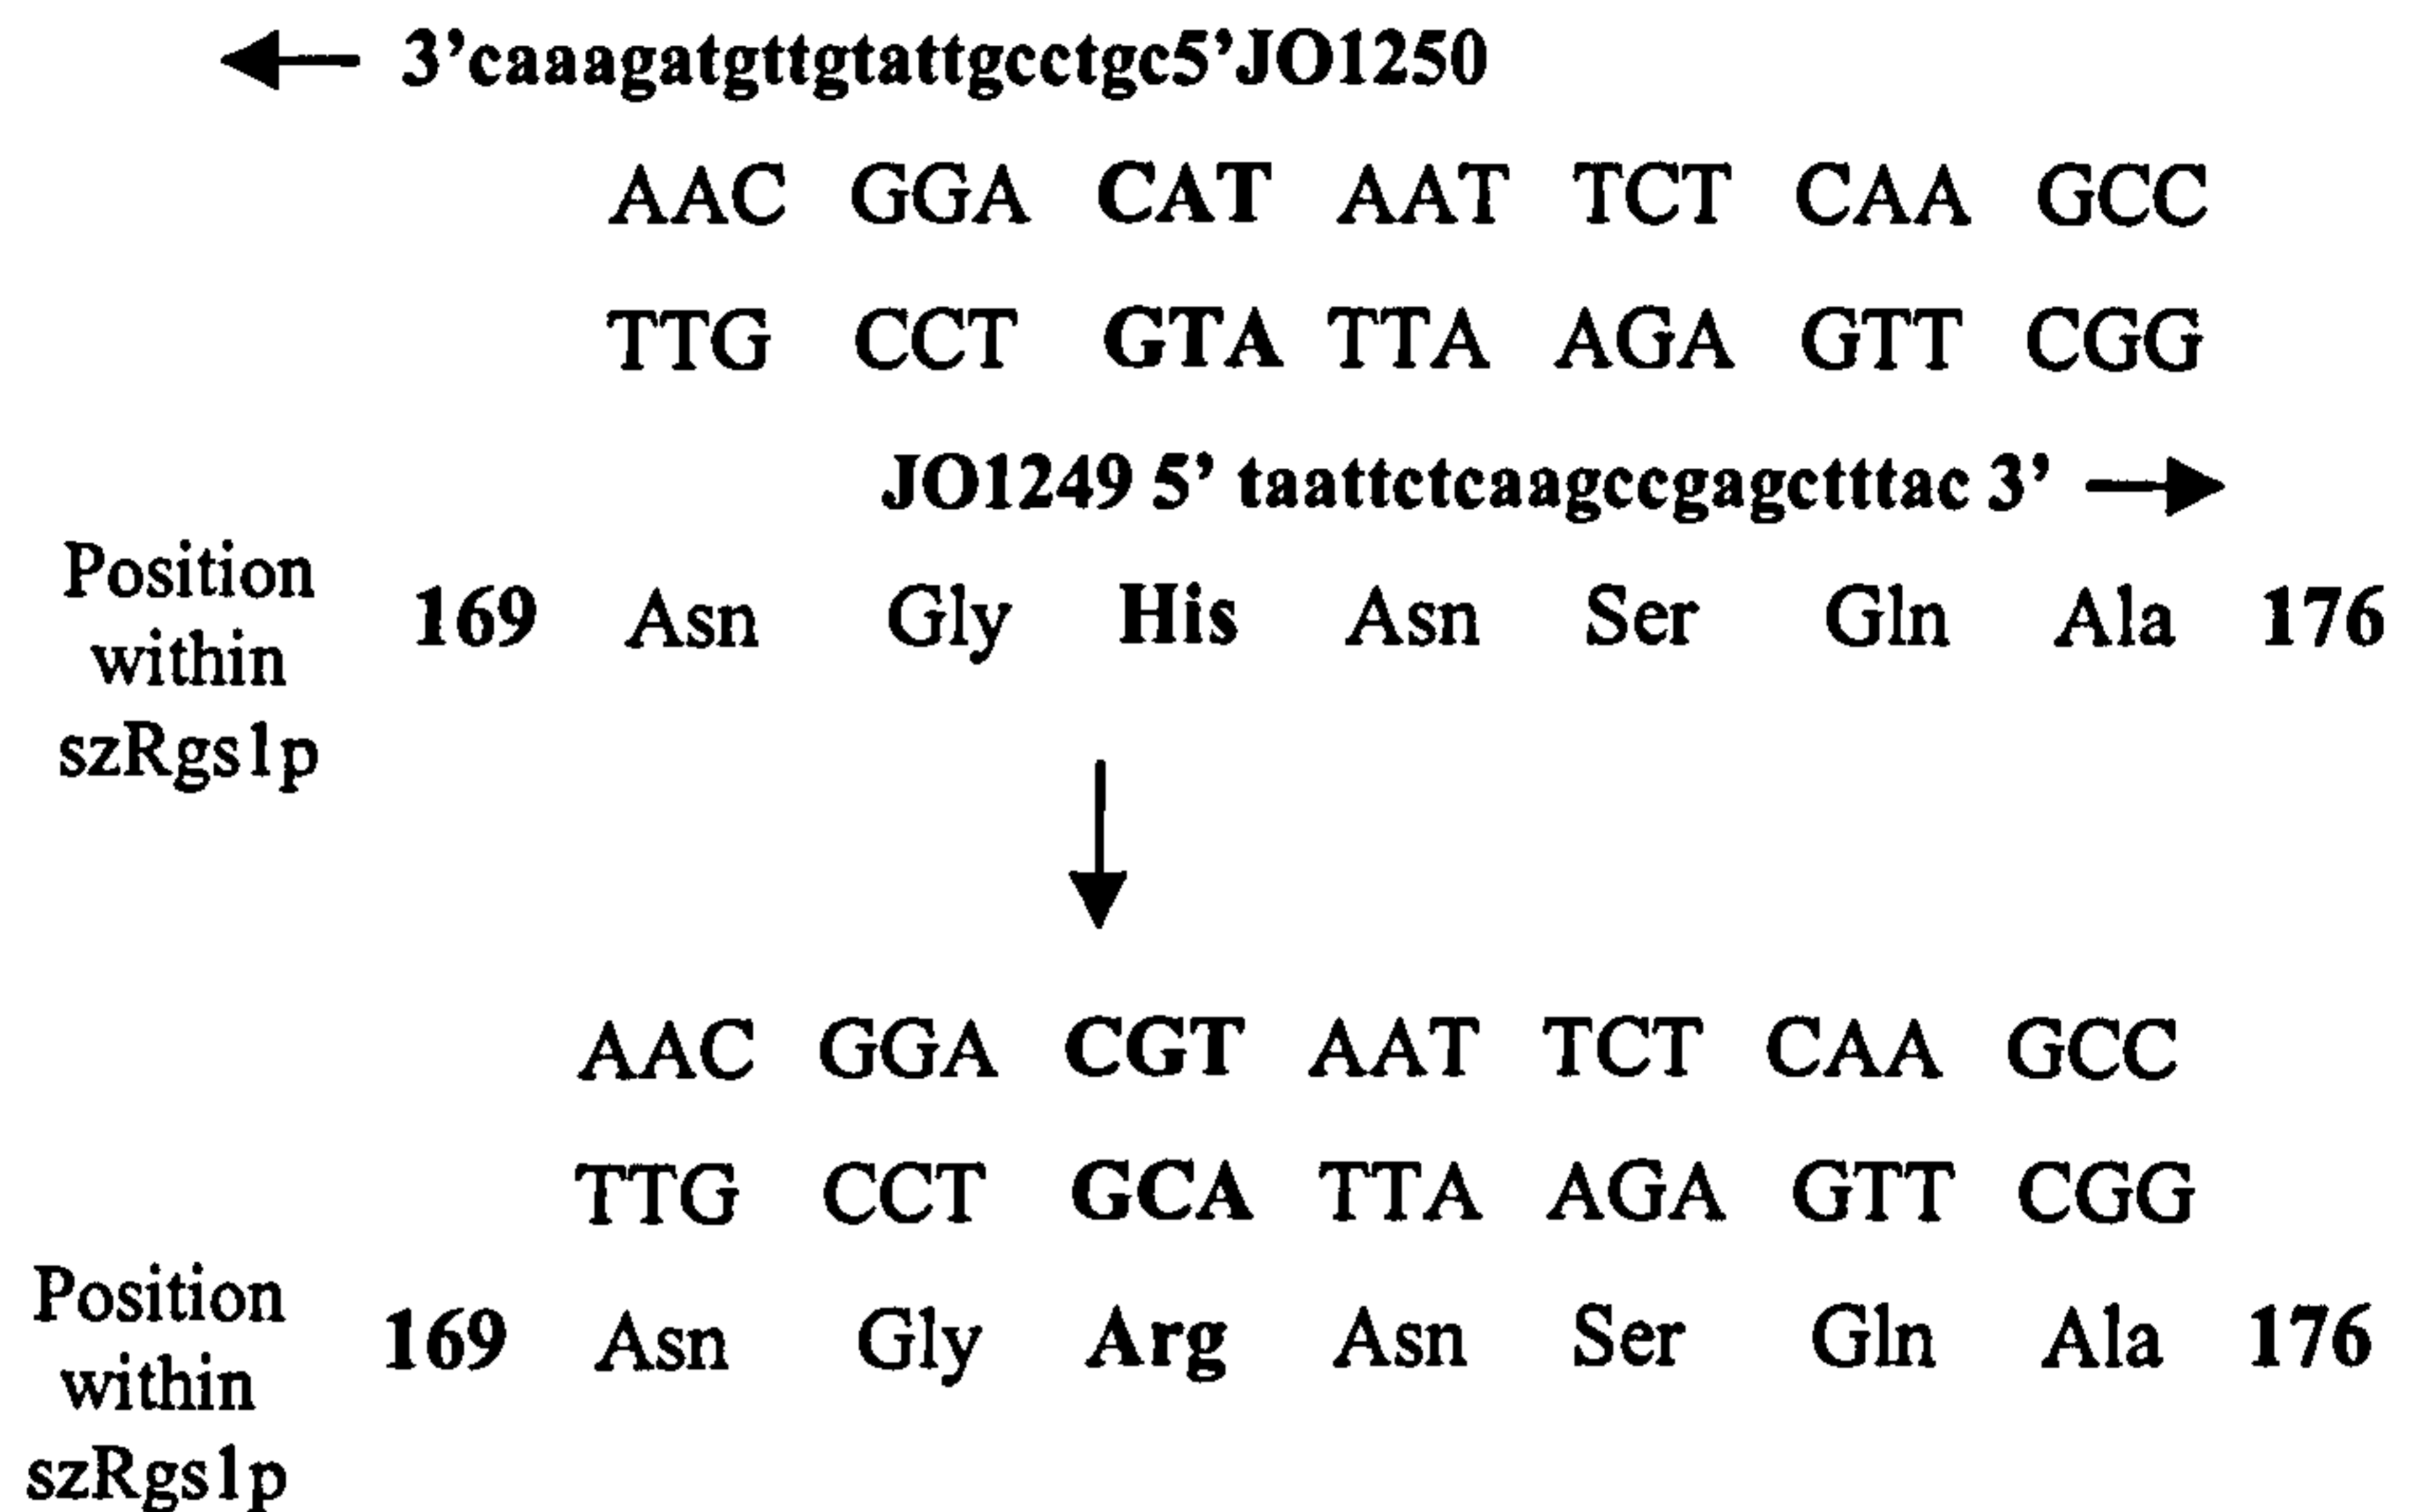 3’caaagatgttgtattgcctgc5’JO1250
AAC GGA CAT AAT TCT CAA GCC
TTG CCT GTA TTA AGA GTT CGG
JO1249 5’ taattctcaagccgagctttac 3’
Position within szRgs1p
169 Asn Gly His Asn Ser Gln Ala 176
AAC GGA CGT AAT TCT CAA GCC
TTG CCT GCA TTA AGA GTT CGG
Position within szRgs1p
169 Asn Gly Arg Asn Ser Gln Ala 176